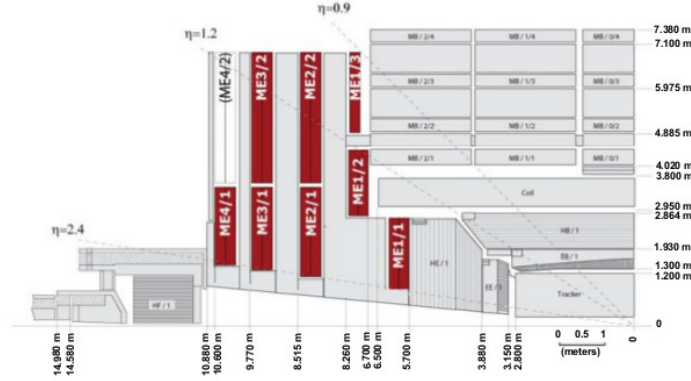 η=0.9
η=1.2
η=2.4
(ME4/2)
ME3/2
ME2/2
ME1/3
ME1/2
ME4/1
ME3/1
ME2/1
ME1/1
MB / 2/4
MB / 1/4
MB / 0/4
MB / 2/3
MB / 1/3
MB / 0/3
MB / 2/2
MB / 1/2
MB / 0/2
MB / 2/1
MB / 1/1
MB / 0/1
Coil
HB / 1
EB / 1
HE / 1
EE / 1
Tracker
HF / 1
7.380 m
7.100 m
5.975 m
4.885 m
4.020 m
3.800 m
2.950 m
2.864 m
1.930 m
1.300 m
1.200 m
0
14.980 m
14.580 m
10.880 m
10.600 m
9.770 m
8.515 m
8.260 m
6.700 m
6.500 m
5.700 m
3.880 m
3.150 m
2.800 m
0
0 0.5 1
(meters)